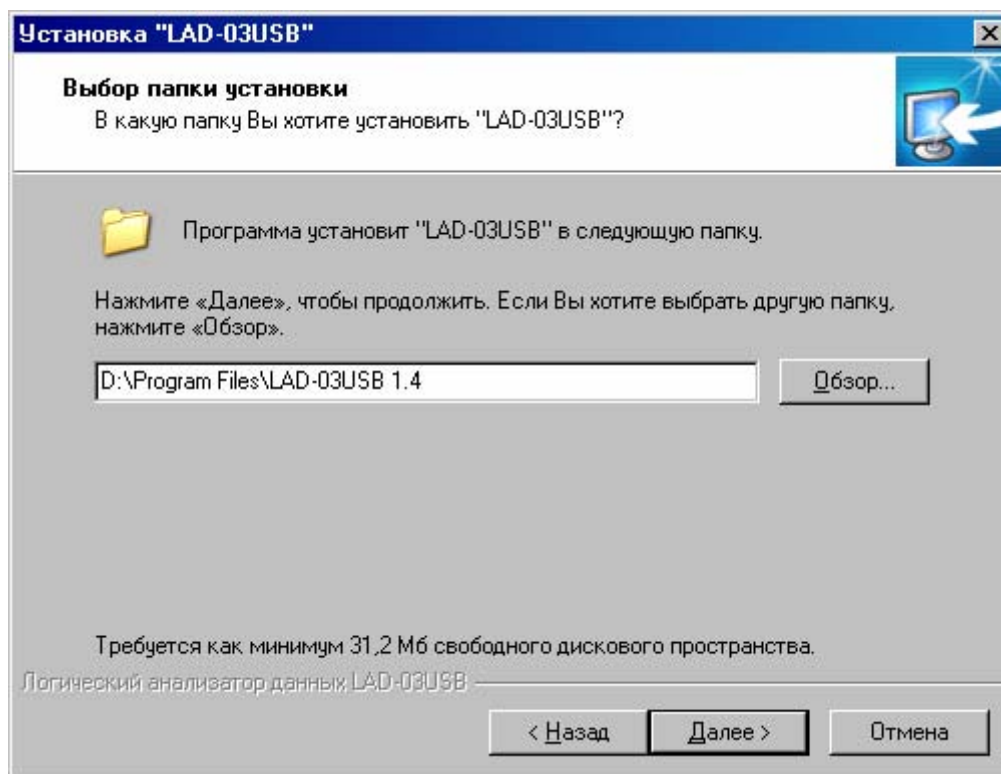 Установка "LAD-03USB"
Выбор папки установки
В какую папку Вы хотите установить "LAD-03USB"?
Программа установит "LAD-03USB" в следующую папку.
Нажмите «Далее», чтобы продолжить. Если Вы хотите выбрать другую папку,
нажмите «Обзор».
D:\Program Files\LAD-03USB 1.4
Обзор...
Требуется как минимум 31,2 Мб свободного дискового пространства.
Логический анализатор данных LAD-03USB
< Назад
Далее >
Отмена